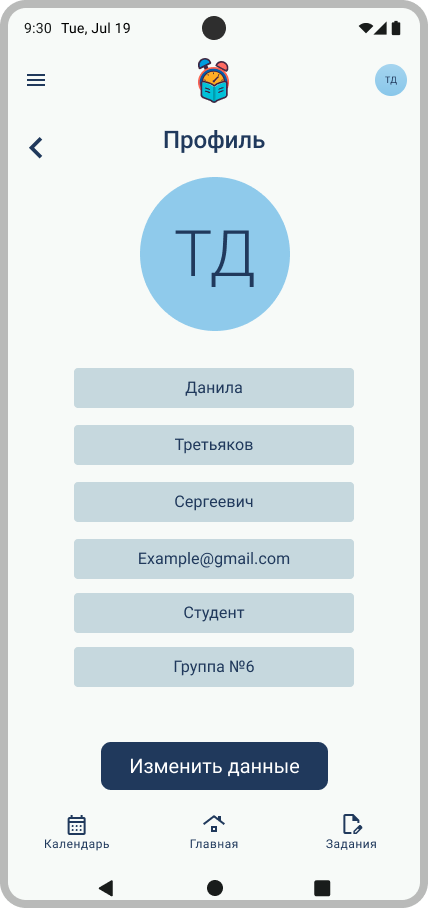 9:30 Tue, Jul 19
тд
Профиль
ТД
Данила
Третьяков
Сергеевич
Example@gmail.com
Студент
Группа №6
Изменить данные
Календарь Главная Задания